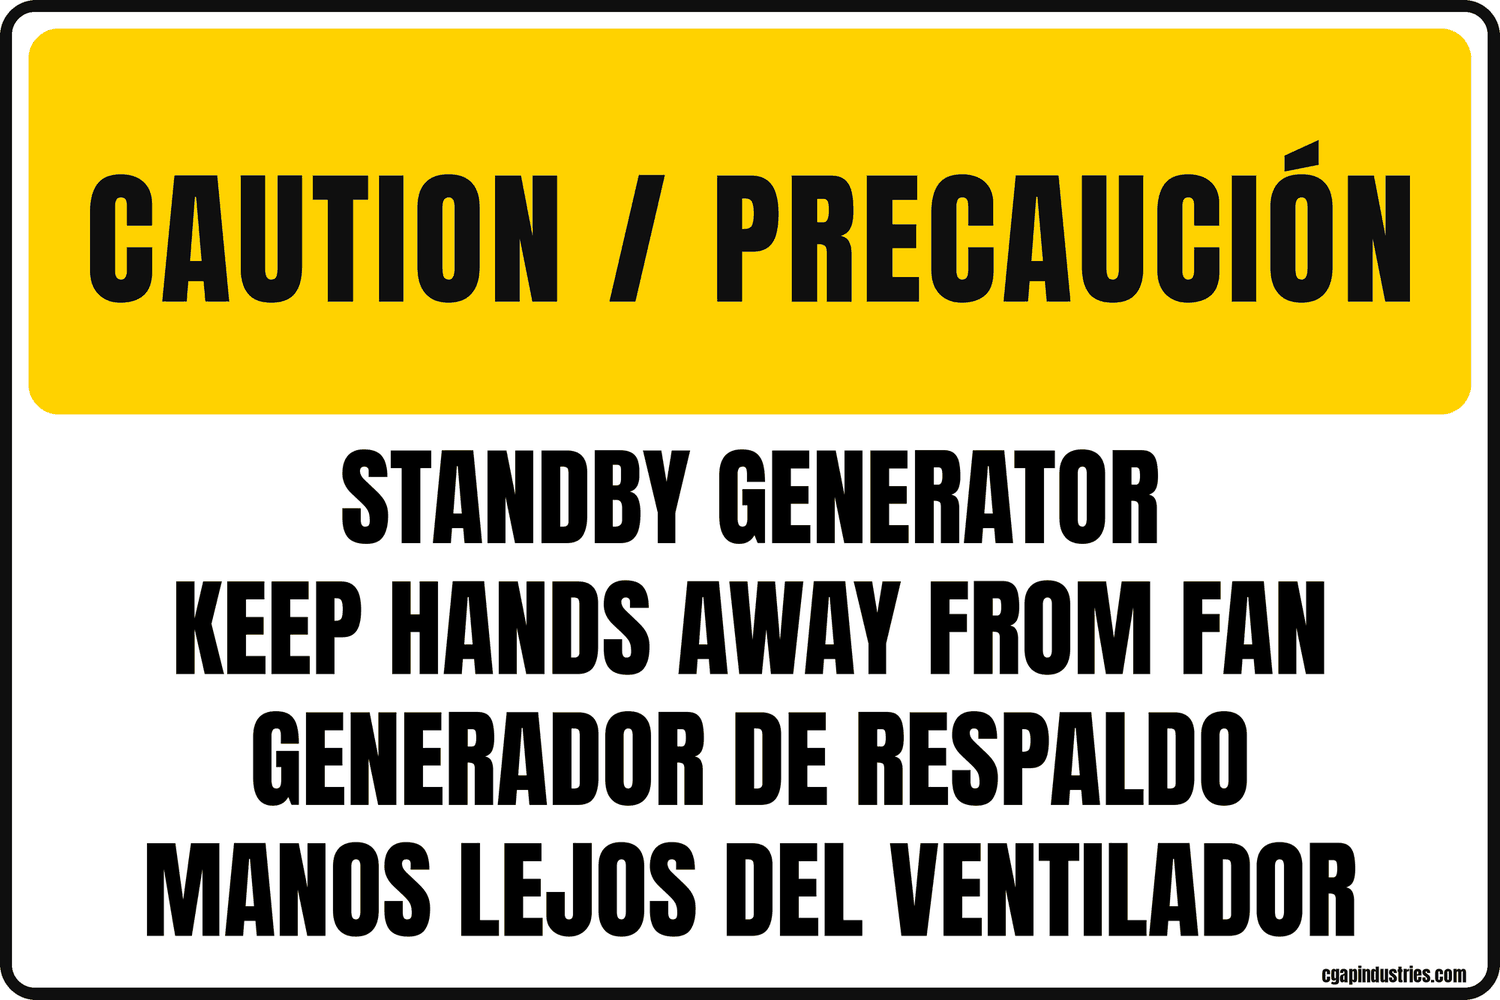 CAUTION / PRECAUCIÓN
STANDBY GENERATOR
KEEP HANDS AWAY FROM FAN
GENERADOR DE RESPALDO
MANOS LEJOS DEL VENTILADOR
cgapindustries.com